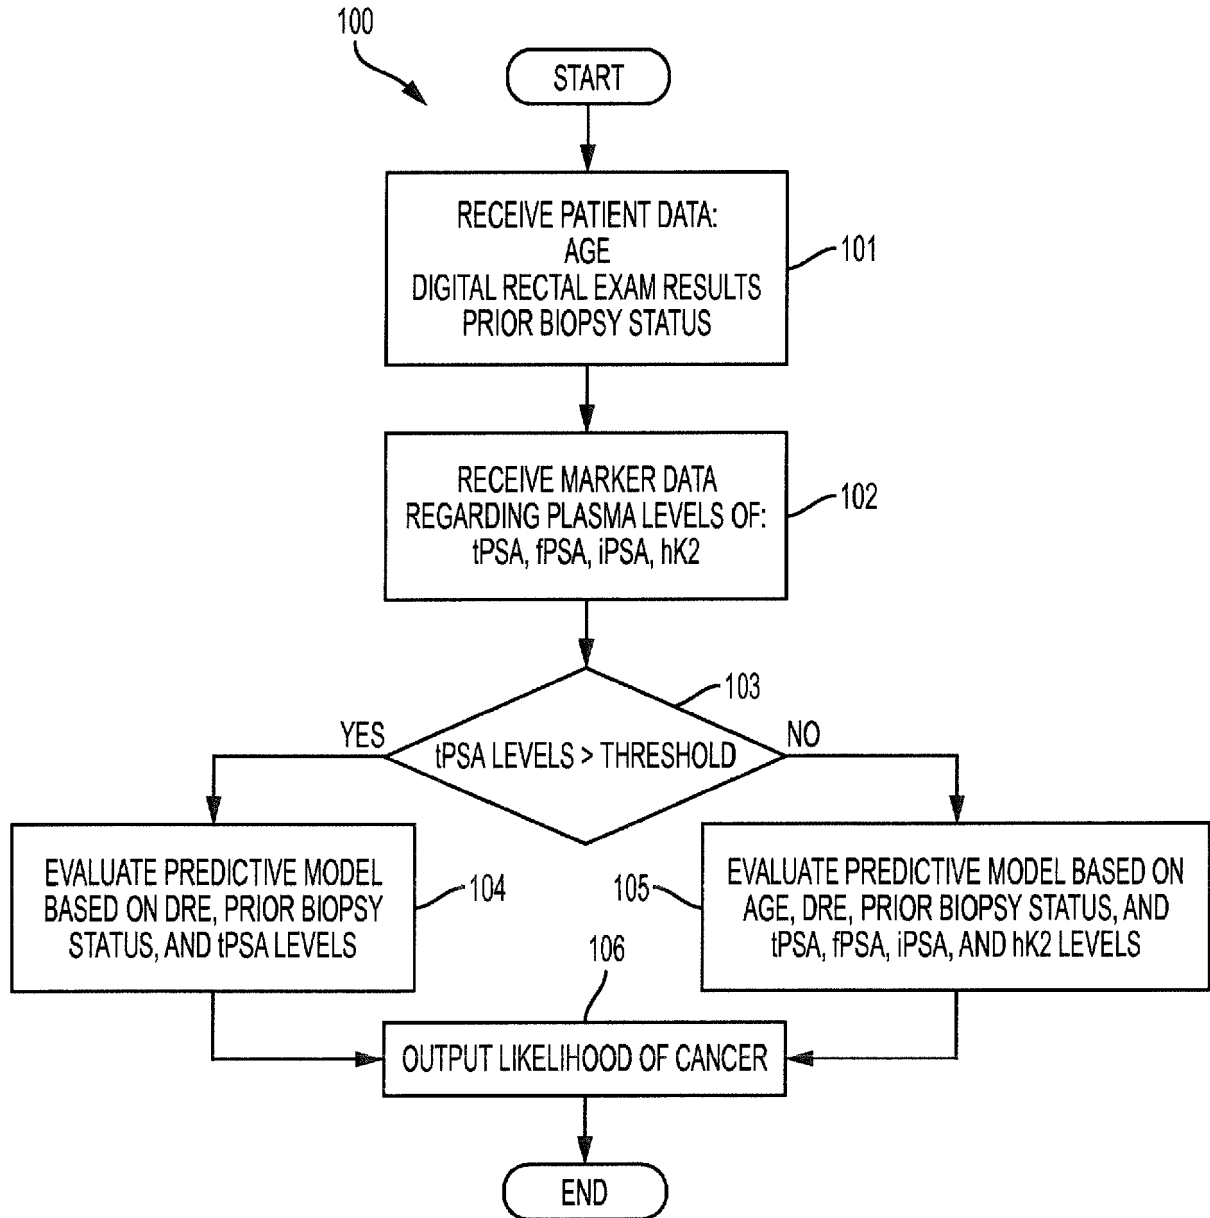 100
START
RECEIVE PATIENT DATA:
AGE
DIGITAL RECTAL EXAM RESULTS
PRIOR BIOPSY STATUS
101
RECEIVE MARKER DATA
REGARDING PLASMA LEVELS OF:
tPSA, fPSA, iPSA, hK2
102
103
YES
tPSA LEVELS > THRESHOLD
NO
EVALUATE PREDICTIVE MODEL
BASED ON DRE, PRIOR BIOPSY
STATUS, AND tPSA LEVELS
104
105
EVALUATE PREDICTIVE MODEL BASED ON
AGE, DRE, PRIOR BIOPSY STATUS, AND
tPSA, fPSA, iPSA, AND hK2 LEVELS
106
OUTPUT LIKELIHOOD OF CANCER
END